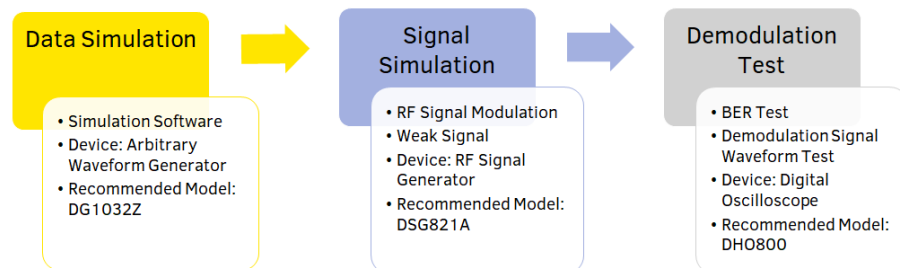 Data Simulation
• Simulation Software
• Device: Arbitrary
Waveform Generator
• Recommended Model:
DG1032Z
Signal
Simulation
• RF Signal Modulation
• Weak Signal
• Device: RF Signal
Generator
• Recommended Model:
DSG821A
Demodulation
Test
• BER Test
• Demodulation Signal
Waveform Test
• Device: Digital
Oscilloscope
• Recommended Model:
DHO800